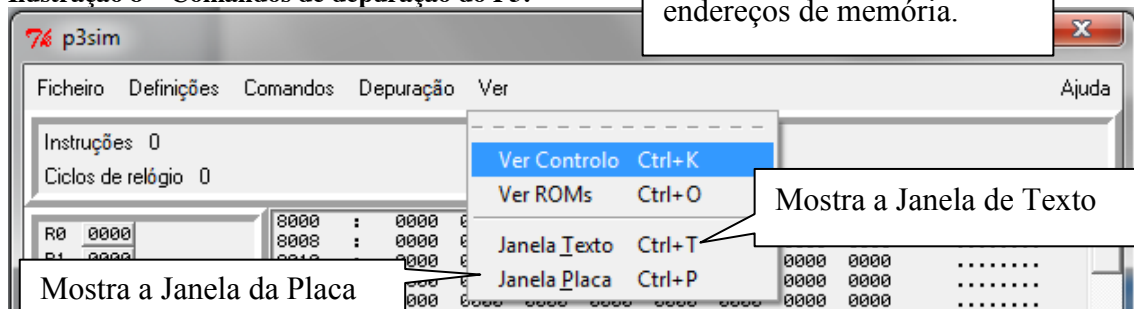 Ilustração 8 – Comandos de depuração do P3.
endereços de memória.
p3sim
Ficheiro Definições Comandos Depuração Ver Ajuda
Instruções 0
Ciclos de relógio 0
Ver Controlo Ctrl+K
Ver ROMs Ctrl+O
Janela Texto Ctrl+T
Janela Placa Ctrl+P
Mostra a Janela de Texto
Mostra a Janela da Placa
R0 0000
8000 : 0000
8008 : 0000
0000 0000 ........
0000 0000 ........
0000 0000 ........